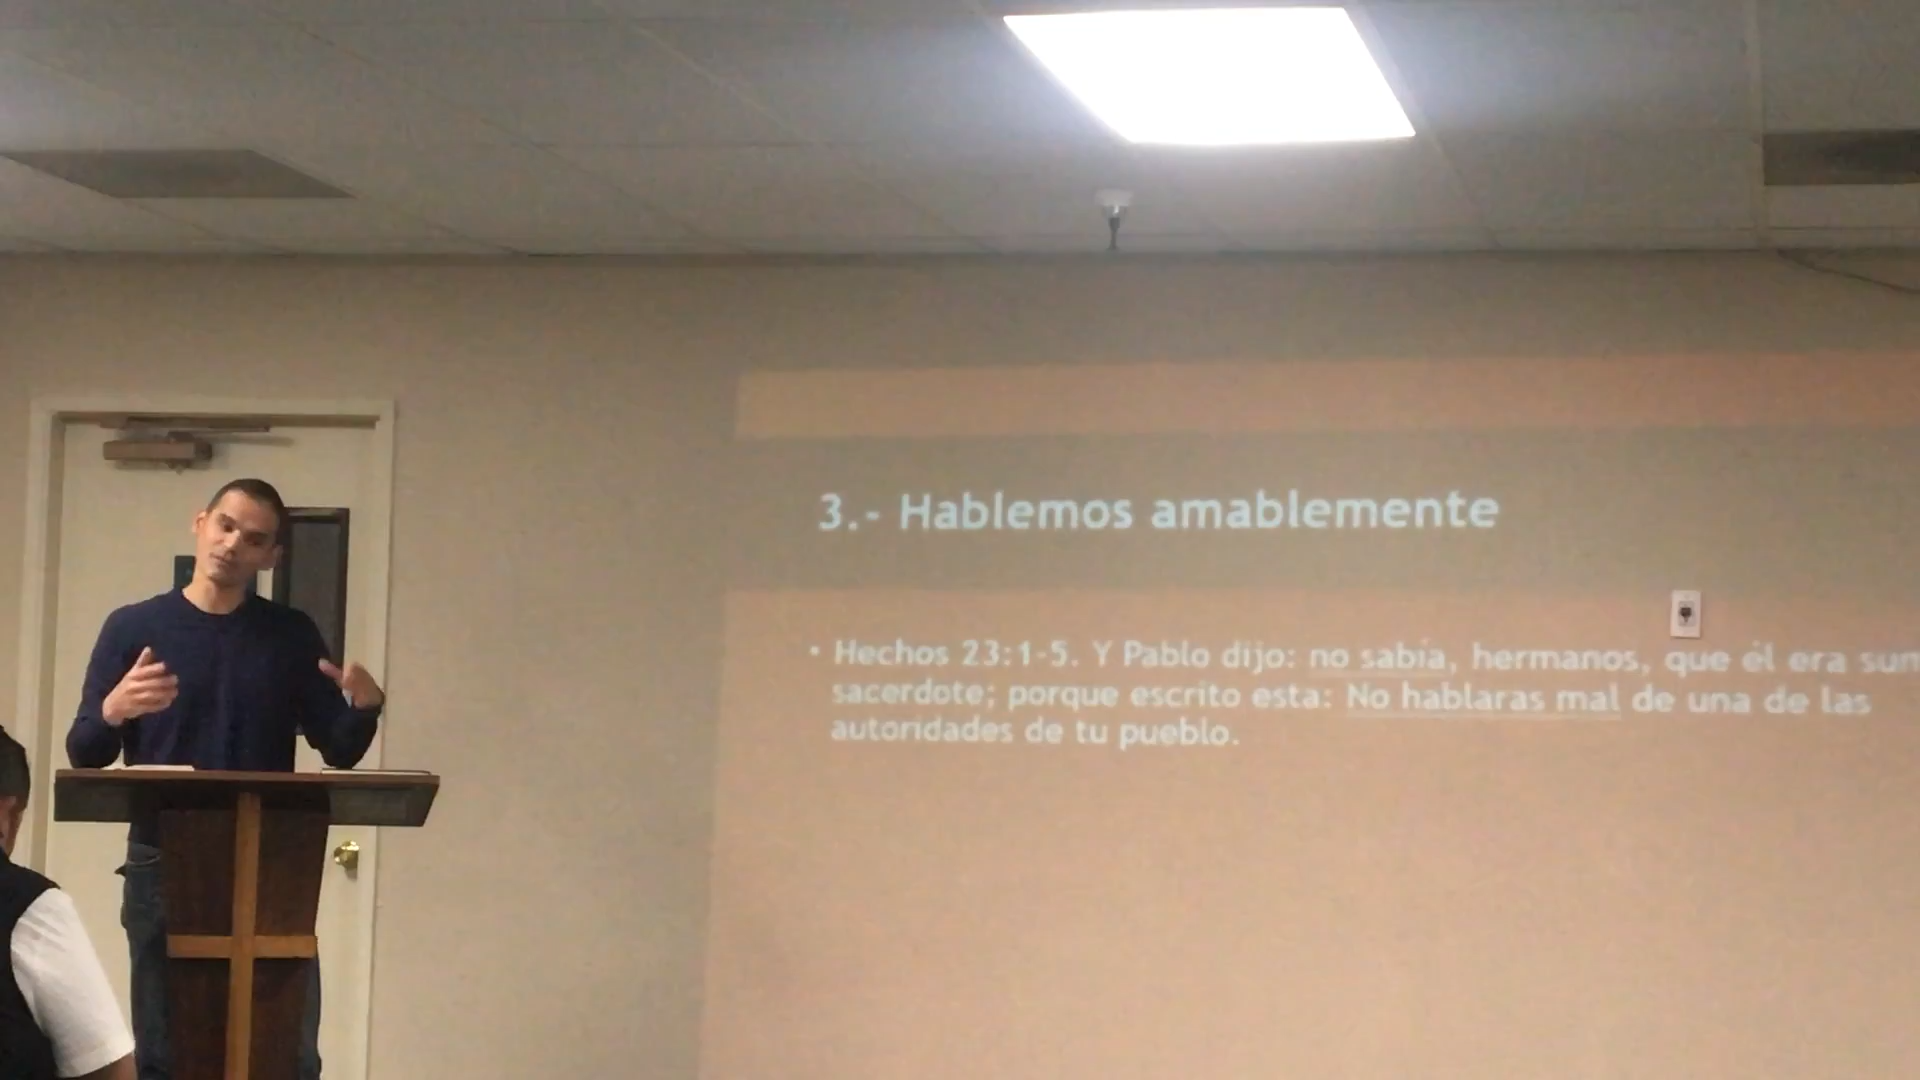 3.- Hablemos amablemente
• Hechos 23:1-5. Y Pablo dijo: no sabia, hermanos, que él era
sacerdote; porque escrito esta: No hablaras mal de una de las
autoridades de tu pueblo.